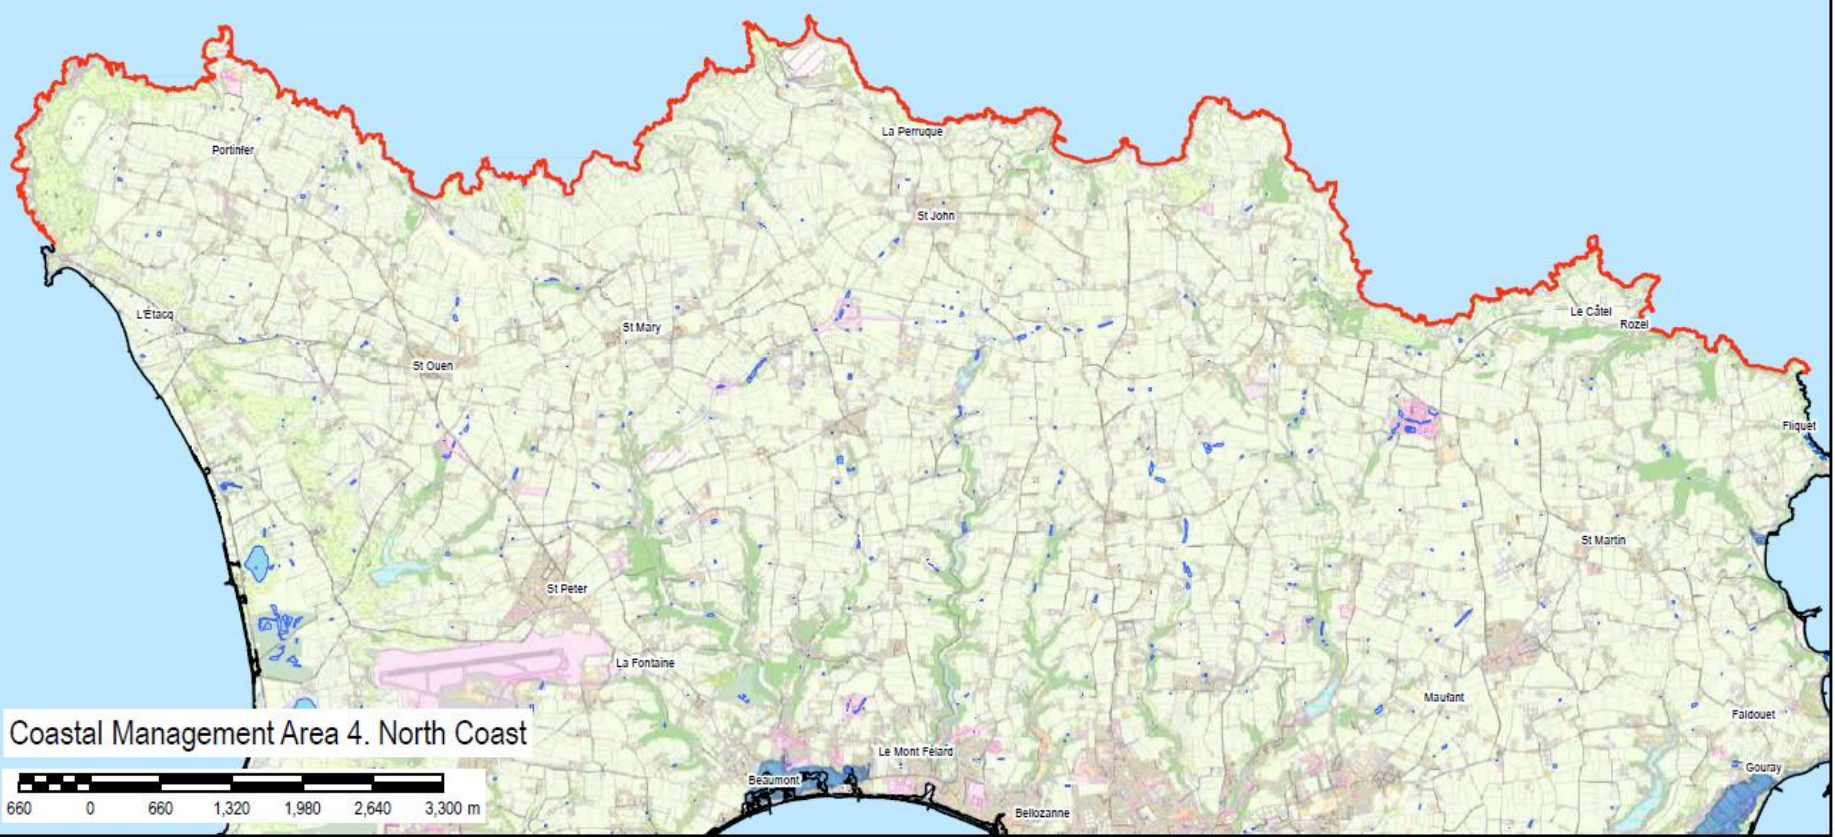 La Perruque
Portinfer
St John
Le Câtel
L'Etacq
Rozel
St Mary
St Ouen
Fliquet
St Martin
St Peter
La Fontaine
Maufant
Faldouet
Coastal Management Area 4. North Coast
Le Mont Felard
Gouray
Beaumont
660 0 660 1,320 1,980 2,640 3,300 m
Bellozanne